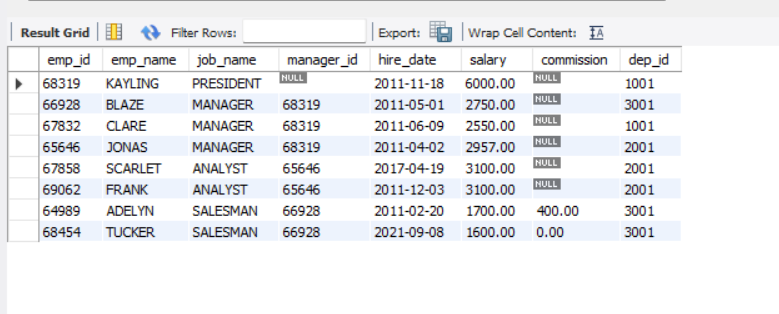 Result Grid Filter Rows: Export: Wrap Cell Content: IA
emp_id emp_name job_name manager_id hire_date salary commission dep_id
68319 KAYLING PRESIDENT NULL 2011-11-18 6000.00 NULL 1001
66928 BLAZE MANAGER 68319 2011-05-01 2750.00 NULL 3001
67832 CLARE MANAGER 68319 2011-06-09 2550.00 NULL 1001
65646 JONAS MANAGER 68319 2011-04-02 2957.00 NULL 2001
67858 SCARLET ANALYST 65646 2017-04-19 3100.00 NULL 2001
69062 FRANK ANALYST 65646 2011-12-03 3100.00 NULL 2001
64989 ADELYN SALESMAN 66928 2011-02-20 1700.00 400.00 3001
68454 TUCKER SALESMAN 66928 2021-09-08 1600.00 0.00 3001